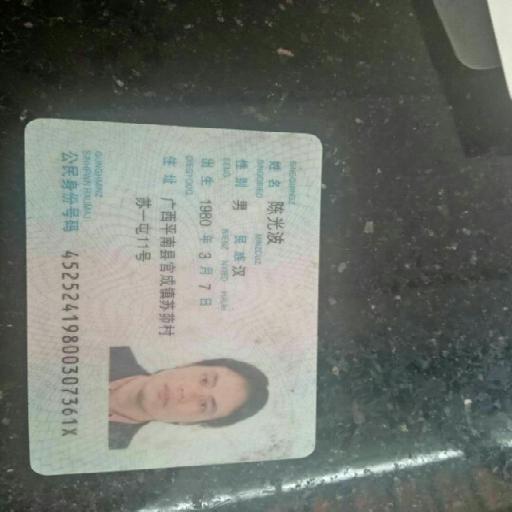 姓名 陈光波
性别 男 民族 汉
出生 1980 年 3 月 7 日
住址 广西平南县官成镇苏茆村
苏一屯11号
公民身份号码 45252419800307361X